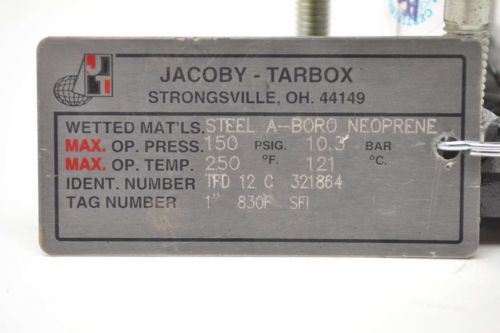 JACOBY - TARBOX
STRONGSVILLE, OH. 44149
WETTED MAT'LS. STEEL A-BORO NEOPRENE
MAX. OP. PRESS. 150 PSIG. 10.3 BAR
MAX. OP. TEMP. 250 °F. 121 °C.
IDENT. NUMBER TFD 12 C 321864
TAG NUMBER 1" 830F SFI